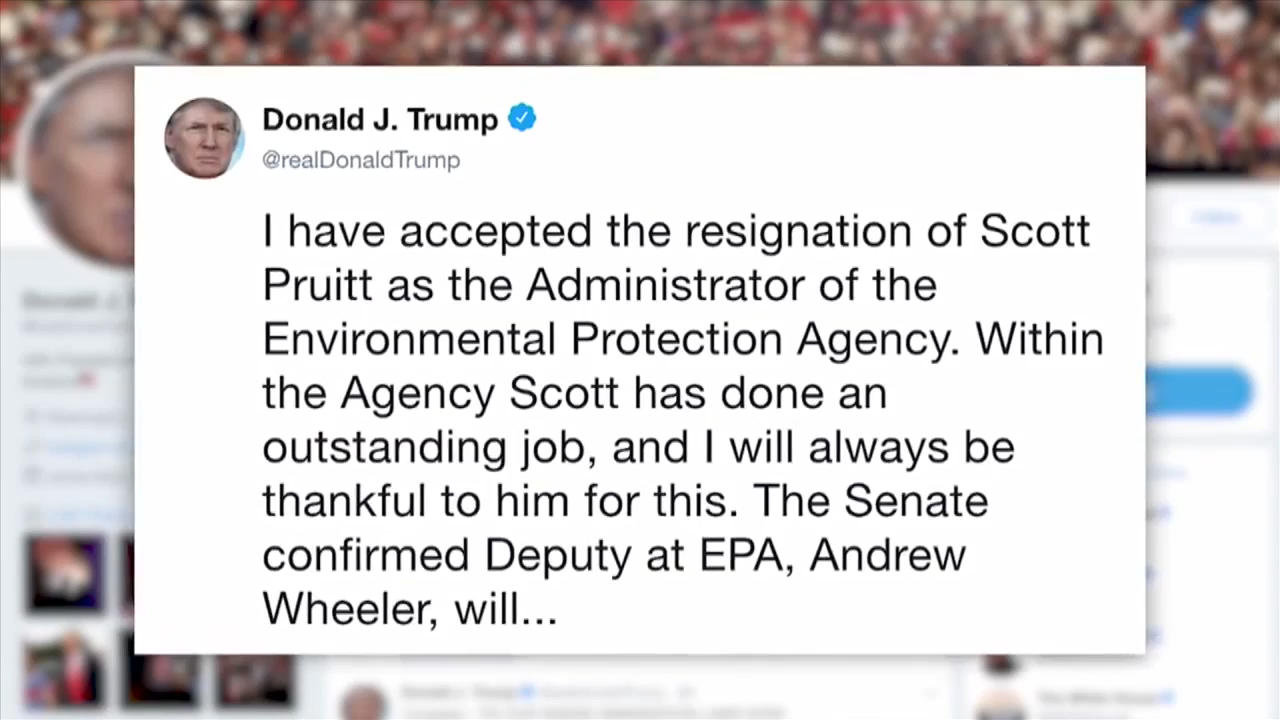 Donald J. Trump
@realDonaldTrump
I have accepted the resignation of Scott
Pruitt as the Administrator of the
Environmental Protection Agency. Within
the Agency Scott has done an
outstanding job, and I will always be
thankful to him for this. The Senate
confirmed Deputy at EPA, Andrew
Wheeler, will...